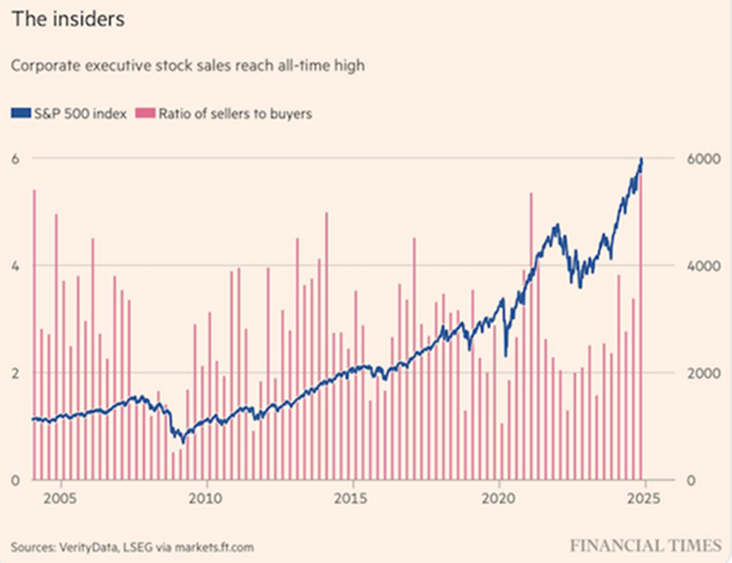 The insiders
Corporate executive stock sales reach all-time high
S&P 500 index Ratio of sellers to buyers
6 6000
4 4000
2 2000
0 0
2005 2010 2015 2020 2025
Sources: VerityData, LSEG via markets.ft.com FINANCIAL TIMES